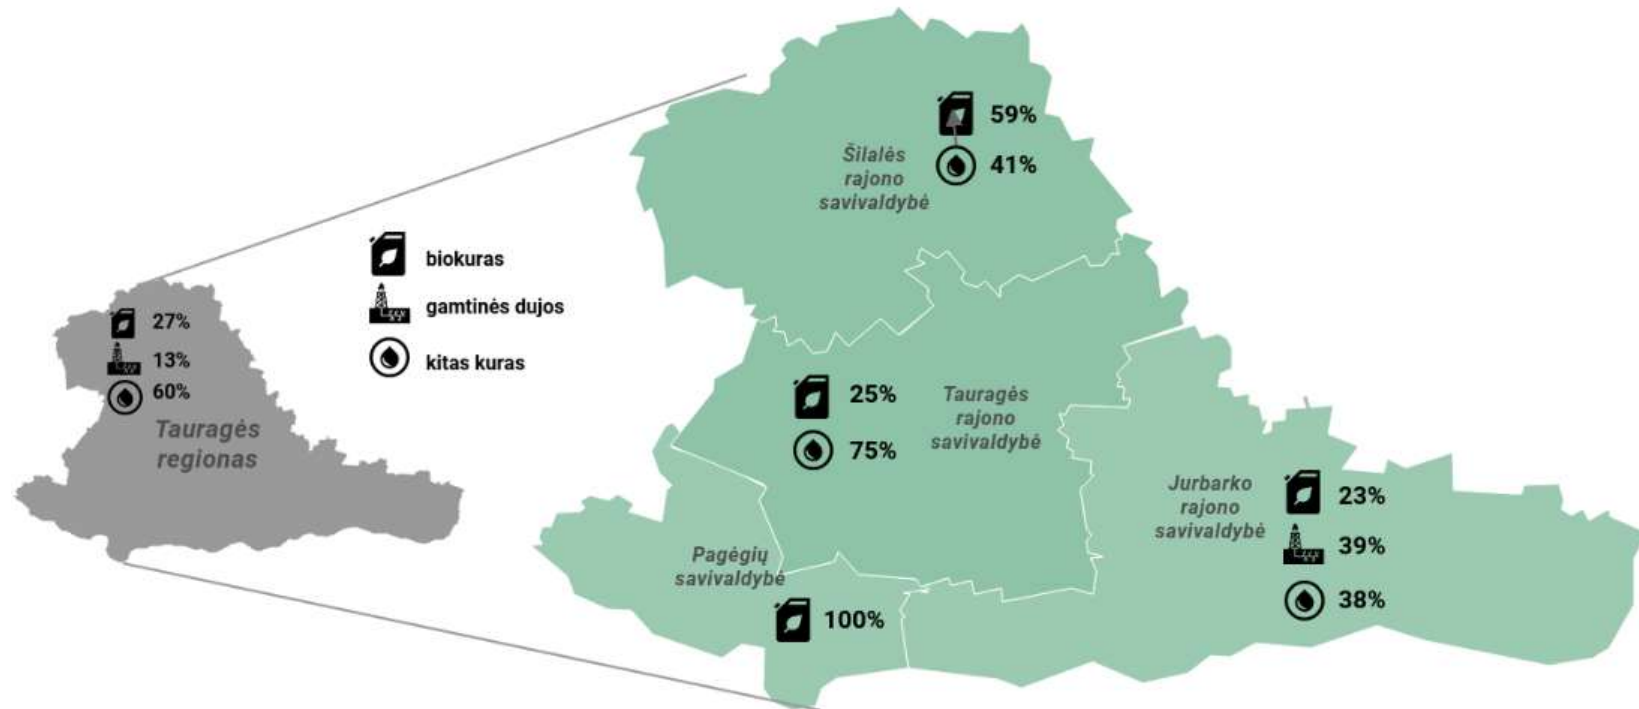 27%
13%
60%
Tauragės
regionas
biokuras
gamtinės dujos
kitas kuras
59%
41%
Šilalės
rajono
savivaldybė
25%
75%
Tauragės
rajono
savivaldybė
Jurbarko
rajono
savivaldybė
23%
39%
38%
Pagėgių
savivaldybė
100%